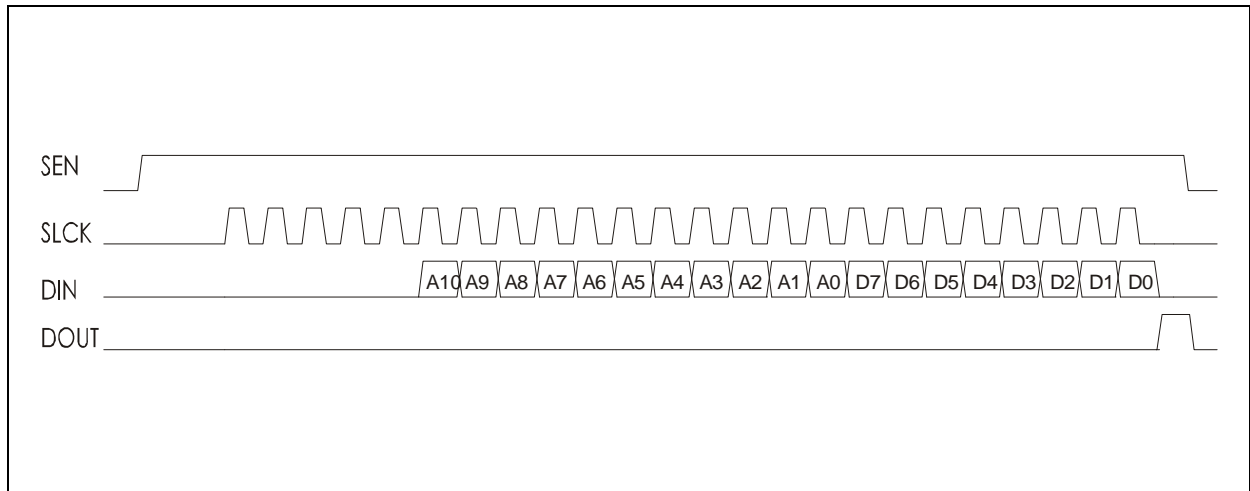 SEN
SLCK
DIN A10 A9 A8 A7 A6 A5 A4 A3 A2 A1 A0 D7 D6 D5 D4 D3 D2 D1 D0
DOUT